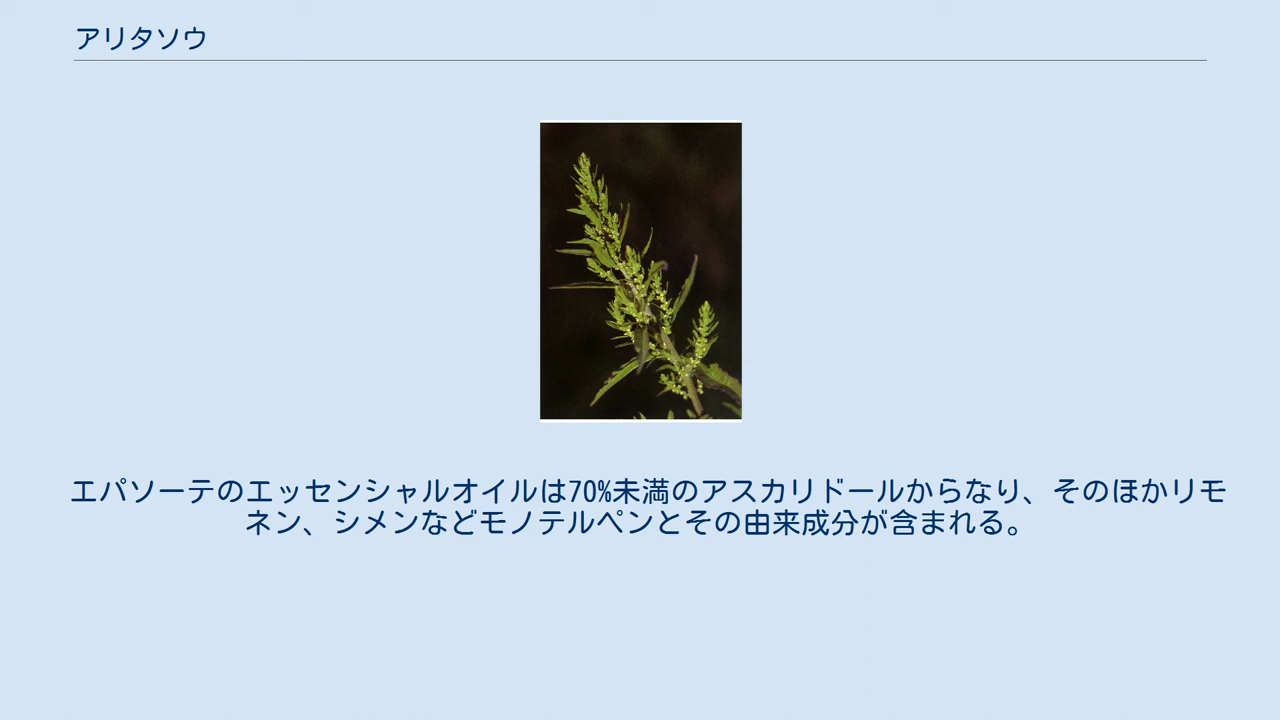 アリタソウ
エパソーテのエッセンシャルオイルは70%未満のアスカリドールからなり、そのほかリモ
ネン、シメンなどモノテルペンとその由来成分が含まれる。